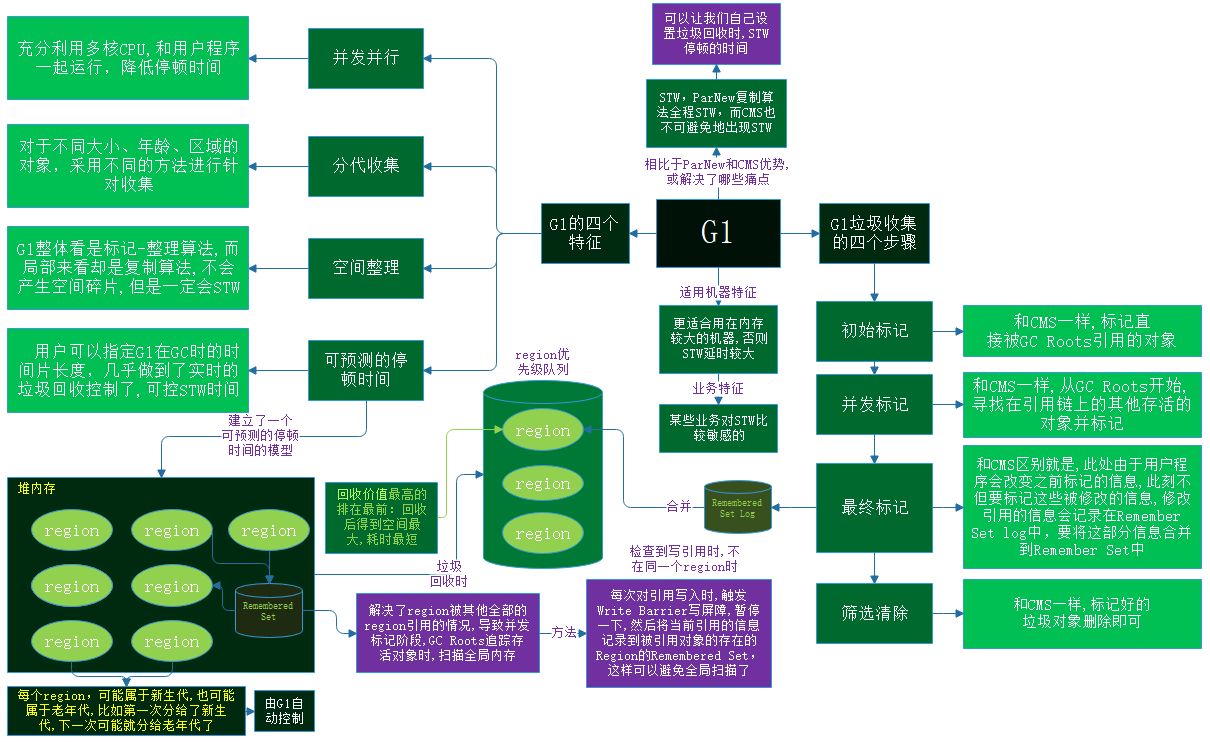 可以让我们自己设
置垃圾回收时,STW
停顿的时间
STW，ParNew复制算
法全程STW，而CMS也
不可避免地出现STW
相比于ParNew和CMS优势,
或解决了哪些痛点
G1
G1的四个
特征
并发并行
充分利用多核CPU,和用户程序
一起运行，降低停顿时间
分代收集
对于不同大小、年龄、区域的
对象，采用不同的方法进行针
对收集
空间整理
G1整体看是标记-整理算法,而
局部来看却是复制算法,不会
产生空间碎片,但是一定会STW
可预测的停
顿时间
用户可以指定G1在GC时的时
间片长度，几乎做到了实时的
垃圾回收控制了,可控STW时间
建立了一个
可预测的停顿
时间的模型
堆内存
region
region
region
region
region
Remembered
Set
region
region
每个region，可能属于新生代,也可能
属于老年代,比如第一次分给了新生
代,下一次可能就分给老年代了
由G1自
动控制
解决了region被其他全部的
region引用的情况,导致并发
标记阶段,GC Roots追踪存
活对象时,扫描全局内存
方法
检查到写引用时,不
在同一个region时
每次对引用写入时,触发
Write Barrier写屏障,暂停
一下,然后将当前引用的信息
记录到被引用对象的存在的
Region的Remembered Set，
这样可以避免全局扫描了
垃圾
回收时
回收价值最高的
排在最前：回收
后得到空间最
大,耗时最短
region优
先级队列
region
region
region
合并
Remembered
Set Log
适用机器特征
更适合用在内存
较大的机器,否则
STW延时较大
业务特征
某些业务对STW比
较敏感的
G1垃圾收集
的四个步骤
初始标记
和CMS一样,标记直
接被GC Roots引用的对象
并发标记
和CMS一样,从GC Roots开始,
寻找在引用链上的其他存活的
对象并标记
最终标记
和CMS区别就是,此处由于用户程
序会改变之前标记的信息,此刻不
但要标记这些被修改的信息,修改
引用的信息会记录在Remember
Set log中，要将这部分信息合并
到Remember Set中
筛选清除
和CMS一样,标记好的
垃圾对象删除即可